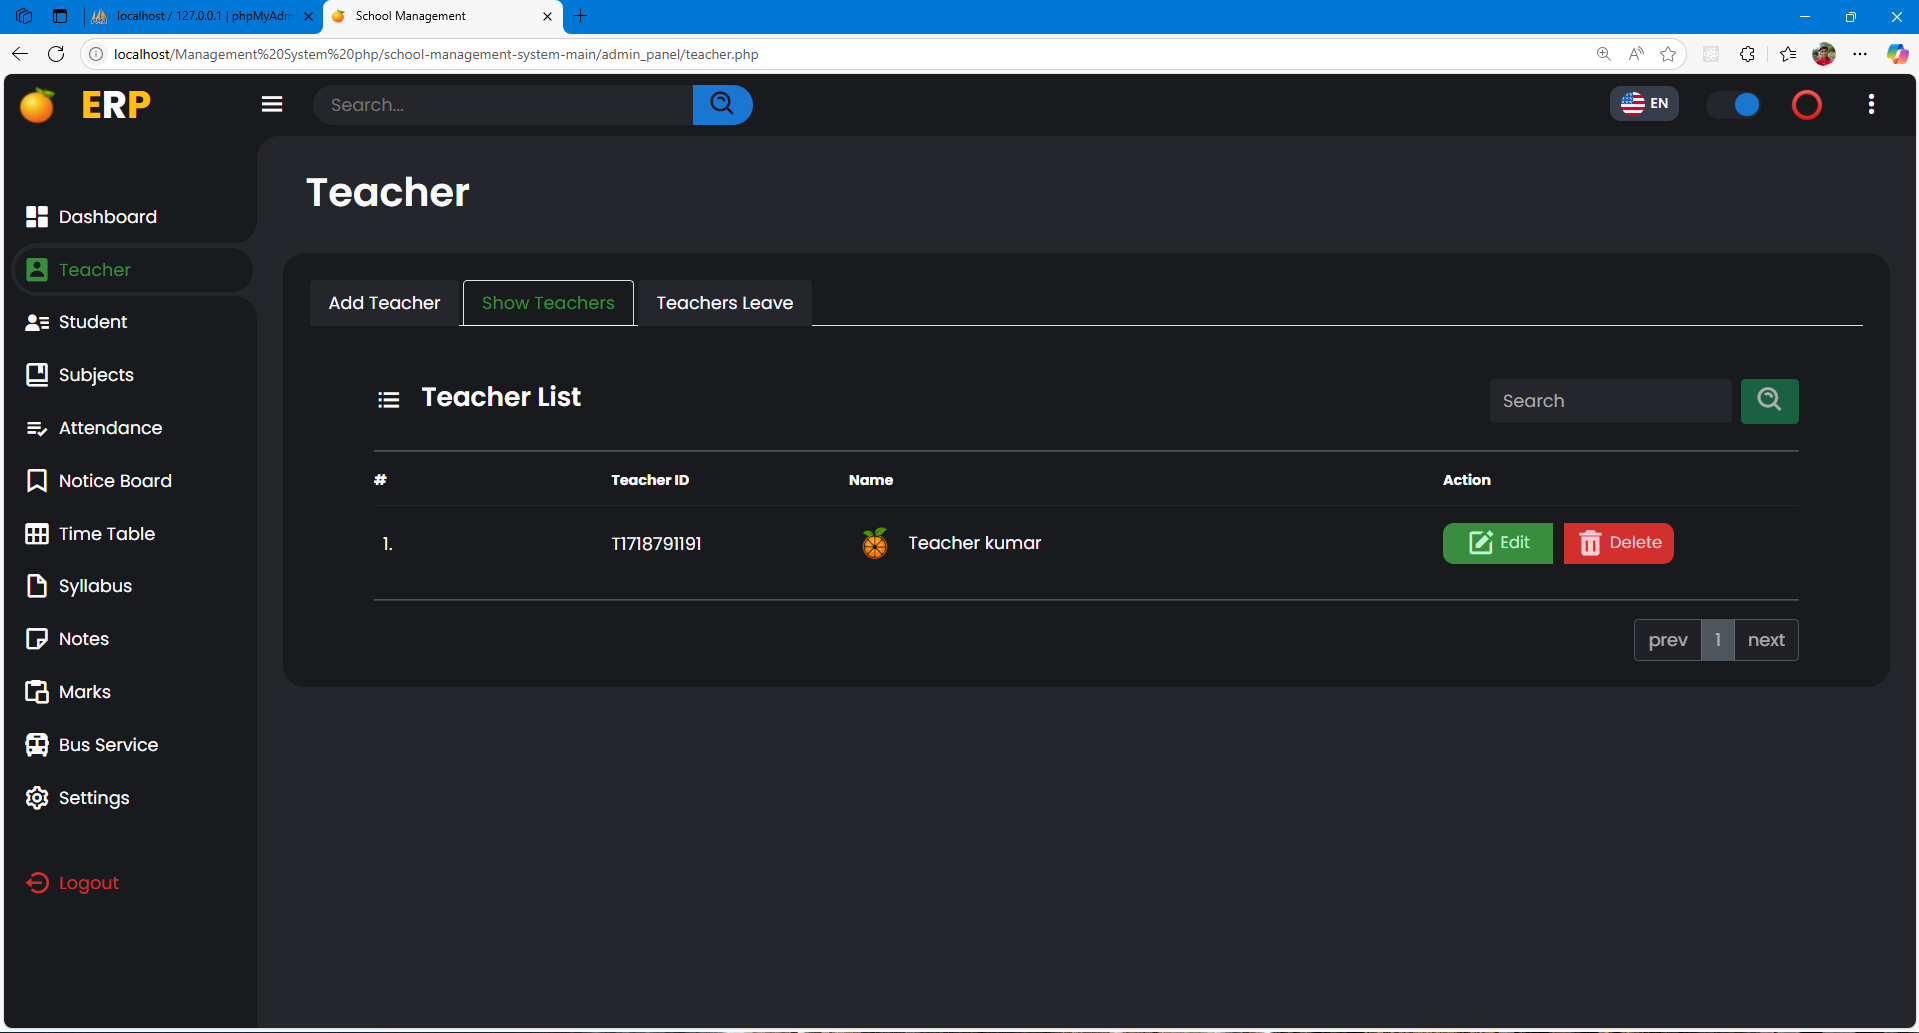 localhost / 127.0.0.1 | phpMyAdm
School Management
localhost/Management%20System%20php/school-management-system-main/admin_panel/teacher.php
ERP
Search...
EN
Teacher
Dashboard
Teacher
Student
Subjects
Attendance
Notice Board
Time Table
Syllabus
Notes
Marks
Bus Service
Settings
Logout
Add Teacher
Show Teachers
Teachers Leave
Teacher List
Search
# Teacher ID Name Action
1. T1718791191 Teacher kumar Edit Delete
prev 1 next